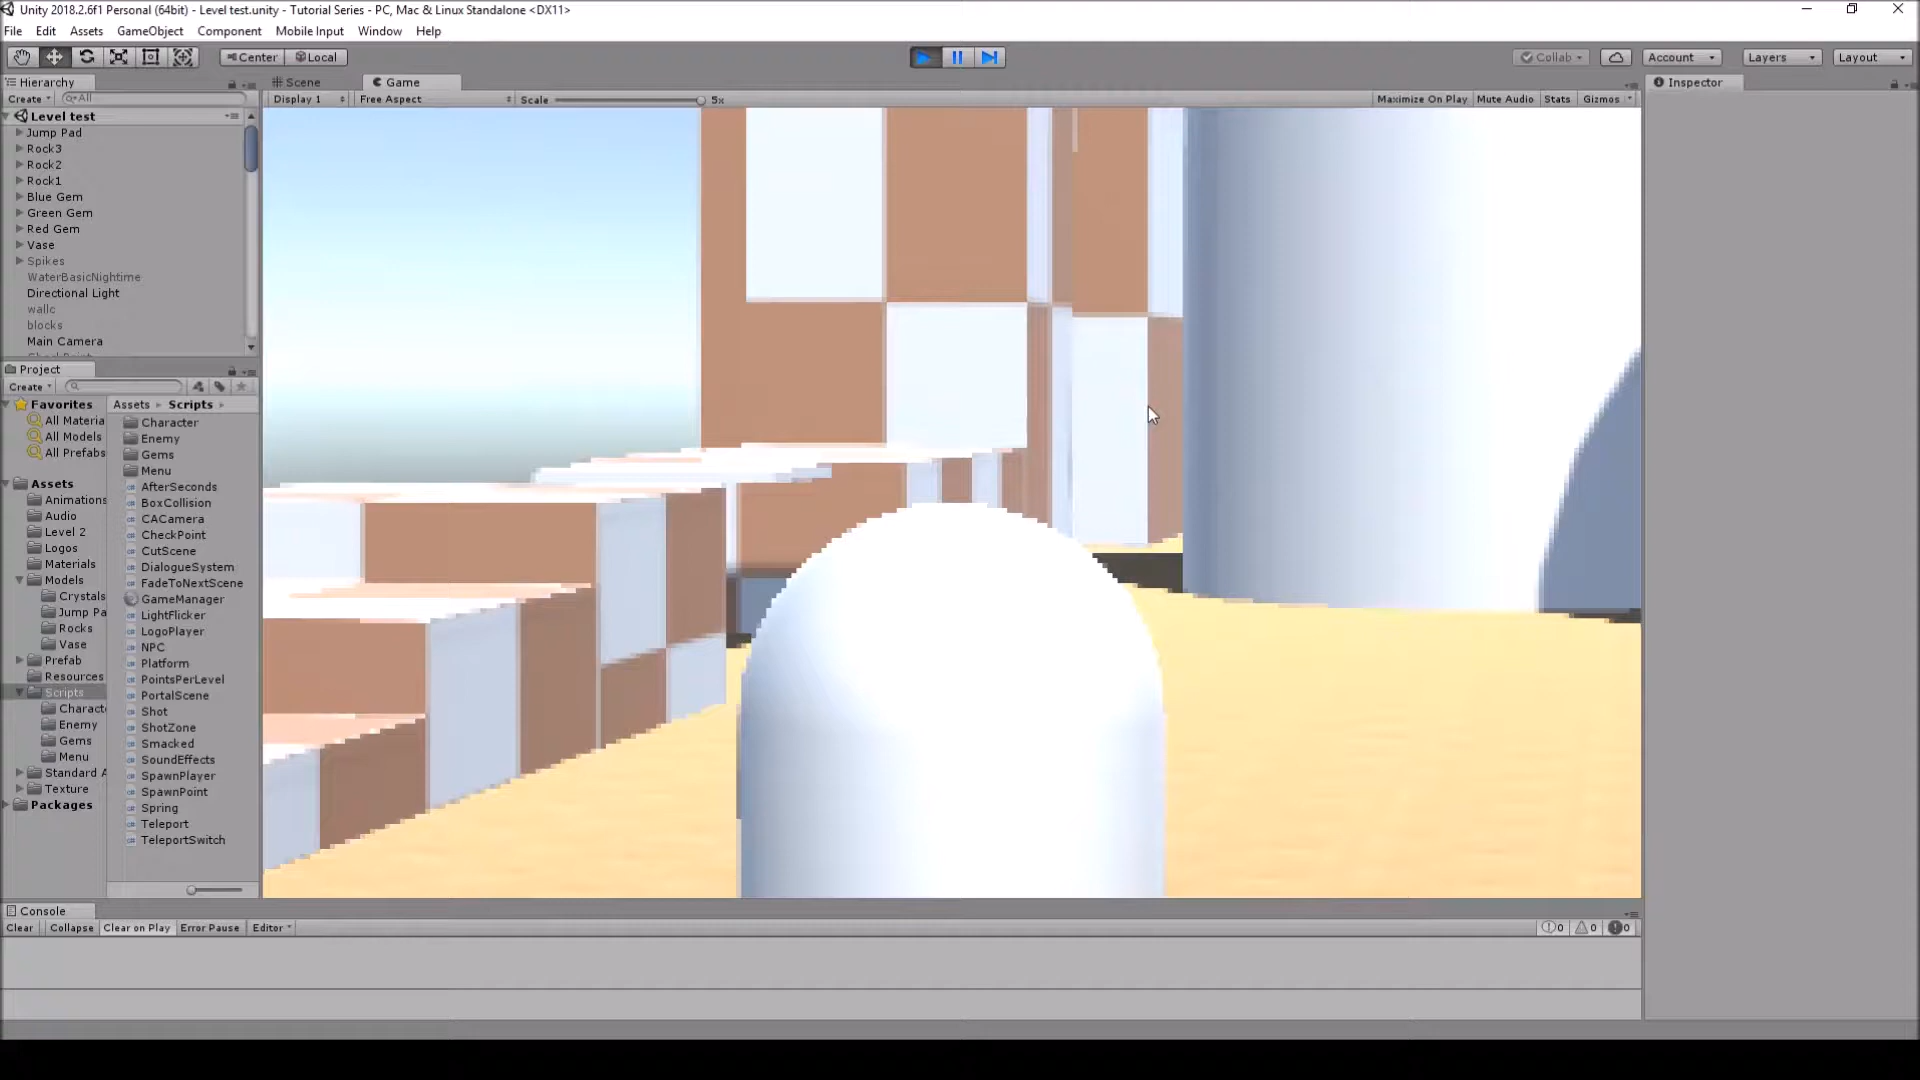 Unity 2018.2.6f1 Personal (64bit) - Level test.unity - Tutorial Series - PC, Mac & Linux Standalone <DX11>
File Edit Assets GameObject Component Mobile Input Window Help
Center Local Collab Account Layers Layout
Hierarchy
Create All
Level test
Jump Pad
Rock3
Rock2
Rock1
Blue Gem
Green Gem
Red Gem
Vase
Spikes
WaterBasicNightime
Directional Light
wallc
blocks
Main Camera
Scene Game
Display 1 Free Aspect Scale 5x Maximize On Play Mute Audio Stats Gizmos
Inspector
Project
Create
Favorites
All Materia
All Models
All Prefabs
Assets
Animations
Audio
Level 2
Logos
Materials
Models
Crystals
Jump Pa
Rocks
Vase
Prefab
Resources
Scripts
Charact
Enemy
Gems
Menu
Standard A
Texture
Packages
Assets Scripts
Character
Enemy
Gems
Menu
AfterSeconds
BoxCollision
CACamera
CheckPoint
CutScene
DialogueSystem
FadeToNextScene
GameManager
LightFlicker
LogoPlayer
NPC
Platform
PointsPerLevel
PortalScene
Shot
ShotZone
Smacked
SoundEffects
SpawnPlayer
SpawnPoint
Spring
Teleport
TeleportSwitch
Console
Clear Collapse Clear on Play Error Pause Editor 0 0 0